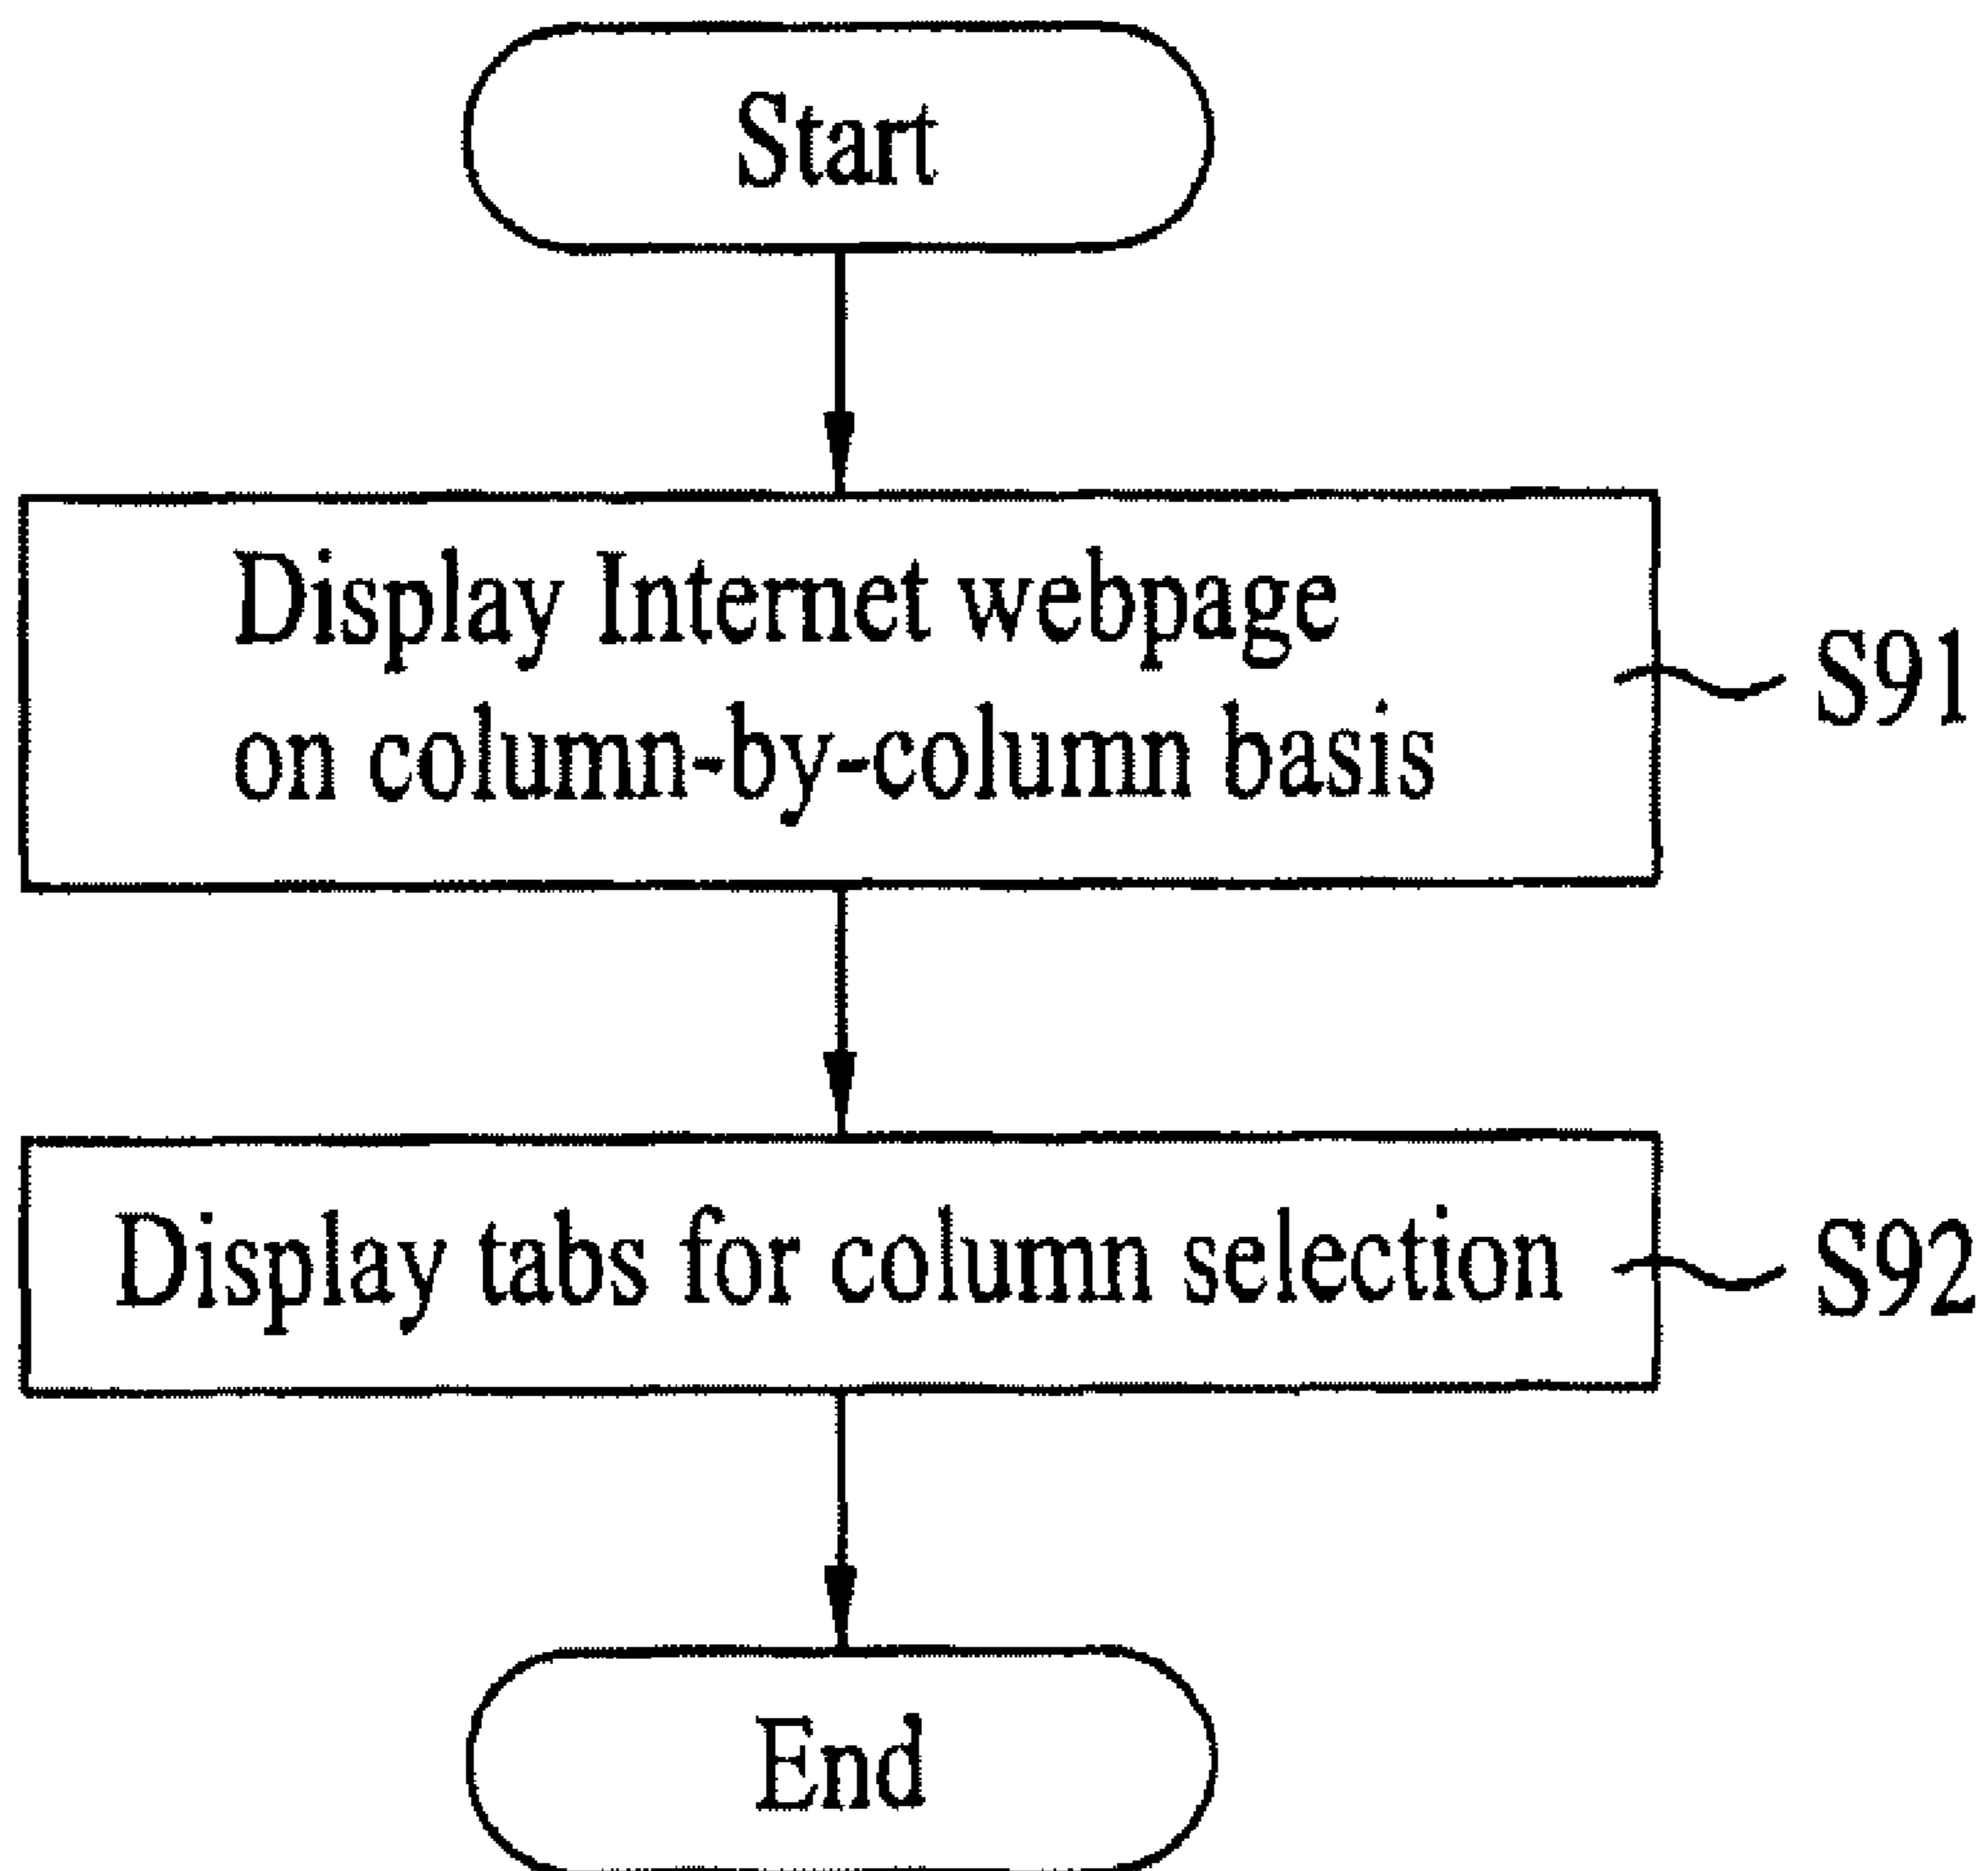 Start
Display Internet webpage
on column-by-column basis
S91
Display tabs for column selection
S92
End